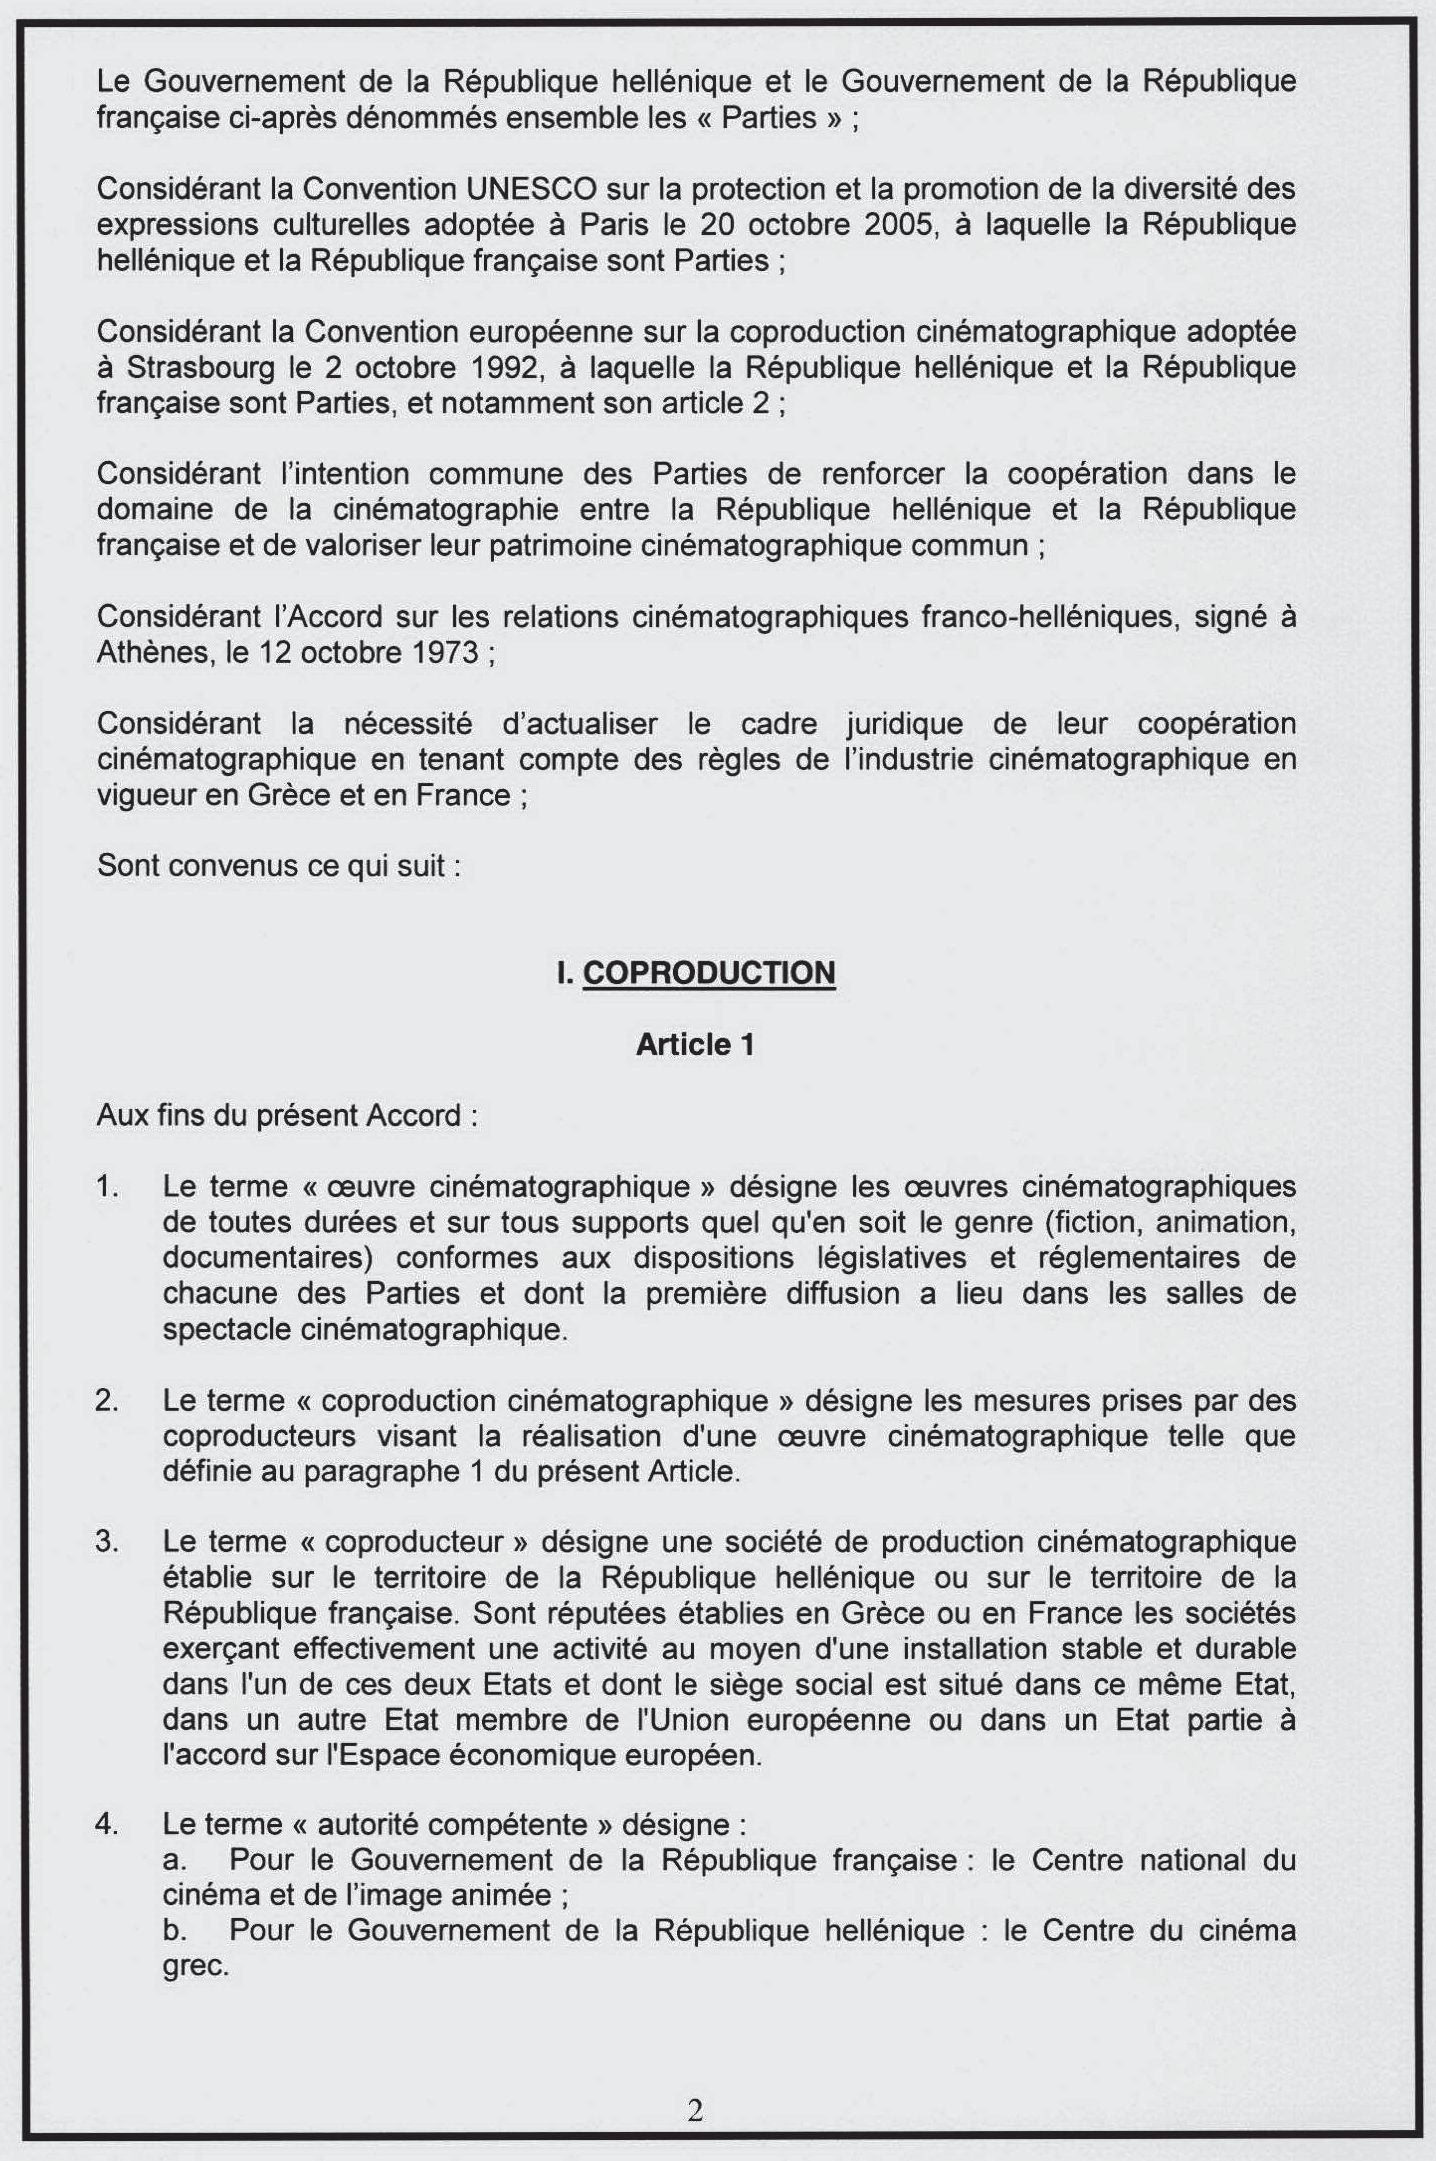 Le Gouvernement de la République hellénique et le Gouvernement de la République
française ci-après dénommés ensemble les « Parties » ;
Considérant la Convention UNESCO sur la protection et la promotion de la diversité des
expressions culturelles adoptée à Paris le 20 octobre 2005, à laquelle la République
hellénique et la République française sont Parties ;
Considérant la Convention européenne sur la coproduction cinématographique adoptée
à Strasbourg le 2 octobre 1992, à laquelle la République hellénique et la République
française sont Parties, et notamment son article 2 ;
Considérant l’intention commune des Parties de renforcer la coopération dans le
domaine de la cinématographie entre la République hellénique et la République
française et de valoriser leur patrimoine cinématographique commun ;
Considérant l’Accord sur les relations cinématographiques franco-helléniques, signé à
Athènes, le 12 octobre 1973 ;
Considérant la nécessité d’actualiser le cadre juridique de leur coopération
cinématographique en tenant compte des règles de l’industrie cinématographique en
vigueur en Grèce et en France ;
Sont convenus ce qui suit :
I. COPRODUCTION
Article 1
Aux fins du présent Accord :
1. Le terme « œuvre cinématographique » désigne les œuvres cinématographiques
de toutes durées et sur tous supports quel qu'en soit le genre (fiction, animation,
documentaires) conformes aux dispositions législatives et réglementaires de
chacune des Parties et dont la première diffusion a lieu dans les salles de
spectacle cinématographique.
2. Le terme « coproduction cinématographique » désigne les mesures prises par des
coproducteurs visant la réalisation d'une œuvre cinématographique telle que
définie au paragraphe 1 du présent Article.
3. Le terme « coproducteur » désigne une société de production cinématographique
établie sur le territoire de la République hellénique ou sur le territoire de la
République française. Sont réputées établies en Grèce ou en France les sociétés
exerçant effectivement une activité au moyen d'une installation stable et durable
dans l'un de ces deux Etats et dont le siège social est situé dans ce même Etat,
dans un autre Etat membre de l'Union européenne ou dans un Etat partie à
l'accord sur l'Espace économique européen.
4. Le terme « autorité compétente » désigne :
a. Pour le Gouvernement de la République française : le Centre national du
cinéma et de l’image animée ;
b. Pour le Gouvernement de la République hellénique : le Centre du cinéma
grec.
2